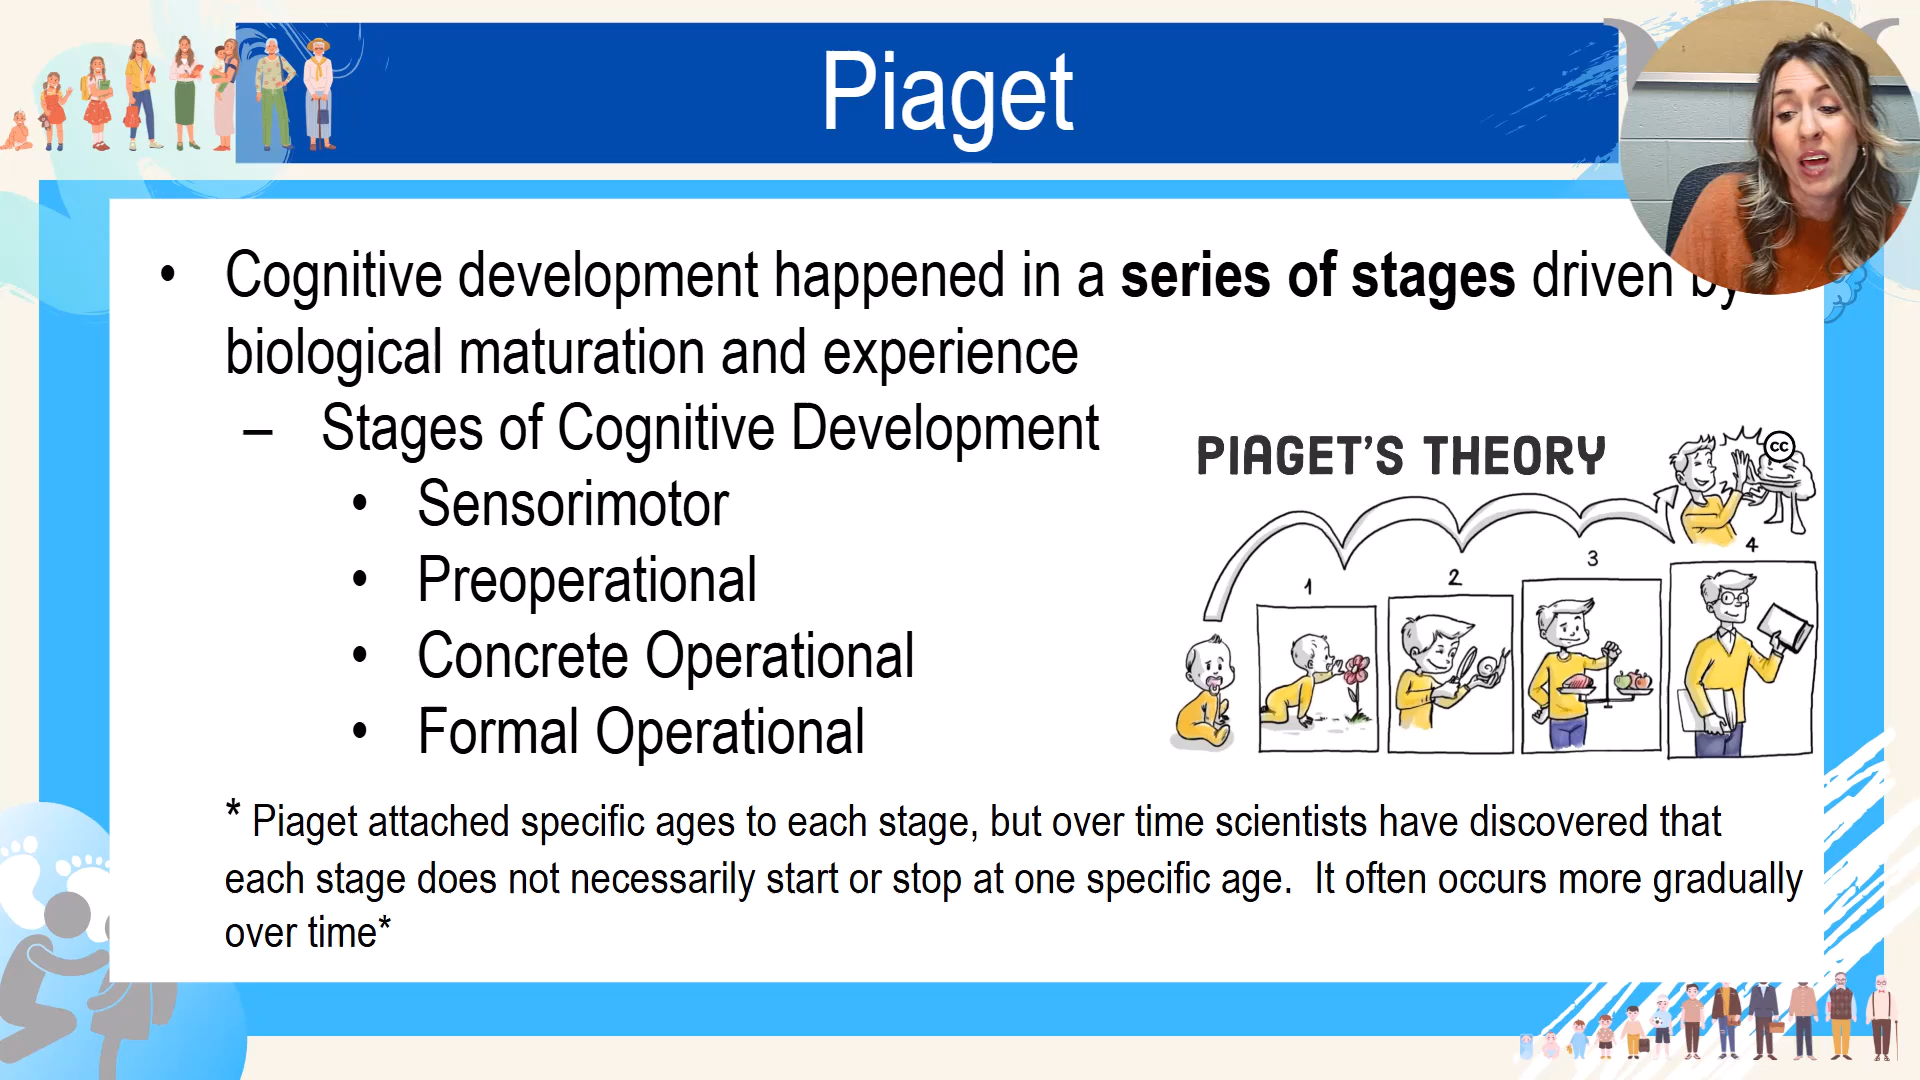 Piaget
• Cognitive development happened in a series of stages driven by
biological maturation and experience
– Stages of Cognitive Development
• Sensorimotor
• Preoperational
• Concrete Operational
• Formal Operational
PIAGET'S THEORY
cc
1
2
3
4
* Piaget attached specific ages to each stage, but over time scientists have discovered that
each stage does not necessarily start or stop at one specific age. It often occurs more gradually
over time*